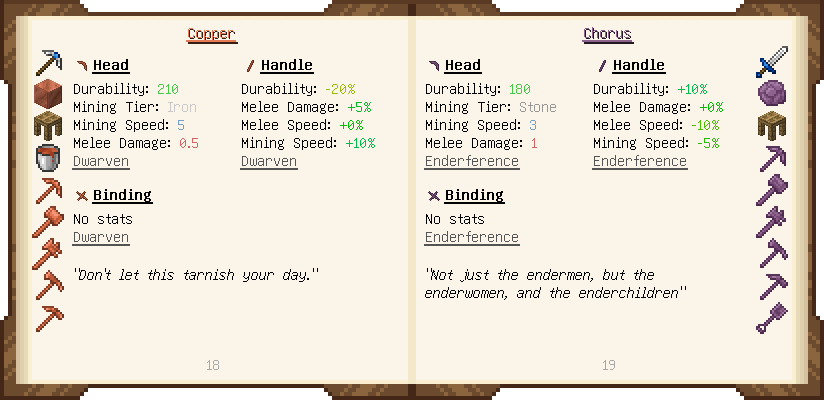 Copper
Head
Durability: 210
Mining Tier: Iron
Mining Speed: 5
Melee Damage: 0.5
Dwarven
Handle
Durability: -20%
Melee Damage: +5%
Melee Speed: +0%
Mining Speed: +10%
Dwarven
Binding
No stats
Dwarven
"Don't let this tarnish your day."
18
Chorus
Head
Durability: 180
Mining Tier: Stone
Mining Speed: 3
Melee Damage: 1
Enderference
Handle
Durability: +10%
Melee Damage: +0%
Melee Speed: -10%
Mining Speed: -5%
Enderference
Binding
No stats
Enderference
"Not just the endermen, but the
enderwomen, and the enderchildren"
19